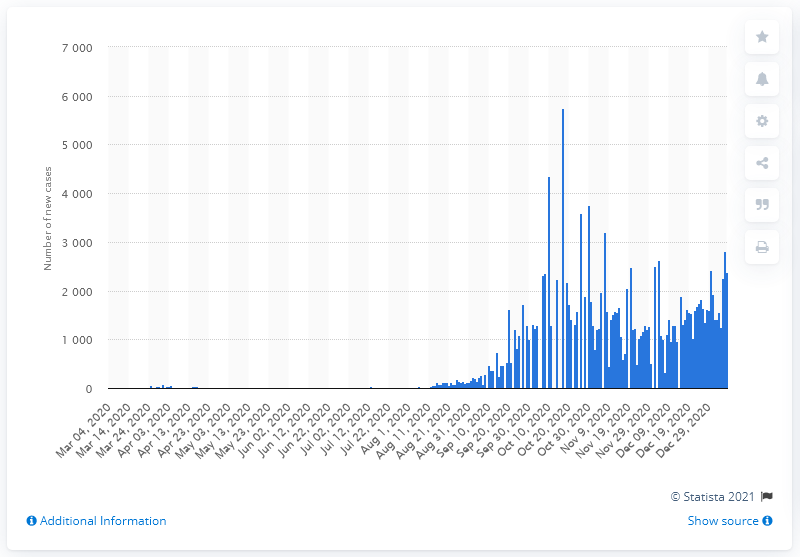 7 000
6 000
5 000
4 000
3 000
2 000
1 000
0
Number of new cases
Mar 04, 2020
Mar 14, 2020
Mar 24, 2020
Apr 03, 2020
Apr 13, 2020
Apr 23, 2020
May 03, 2020
May 13, 2020
May 23, 2020
Jun 02, 2020
Jun 12, 2020
Jun 22, 2020
Jul 02, 2020
Jul 12, 2020
Jul 22, 2020
Aug 1, 2020
Aug 11, 2020
Aug 21, 2020
Aug 31, 2020
Sep 10, 2020
Sep 20, 2020
Sep 30, 2020
Oct 10, 2020
Oct 20, 2020
Oct 30, 2020
Nov 9, 2020
Nov 19, 2020
Nov 29, 2020
Dec 09, 2020
Dec 19, 2020
Dec 29, 2020
© Statista 2021
Additional Information
Show source